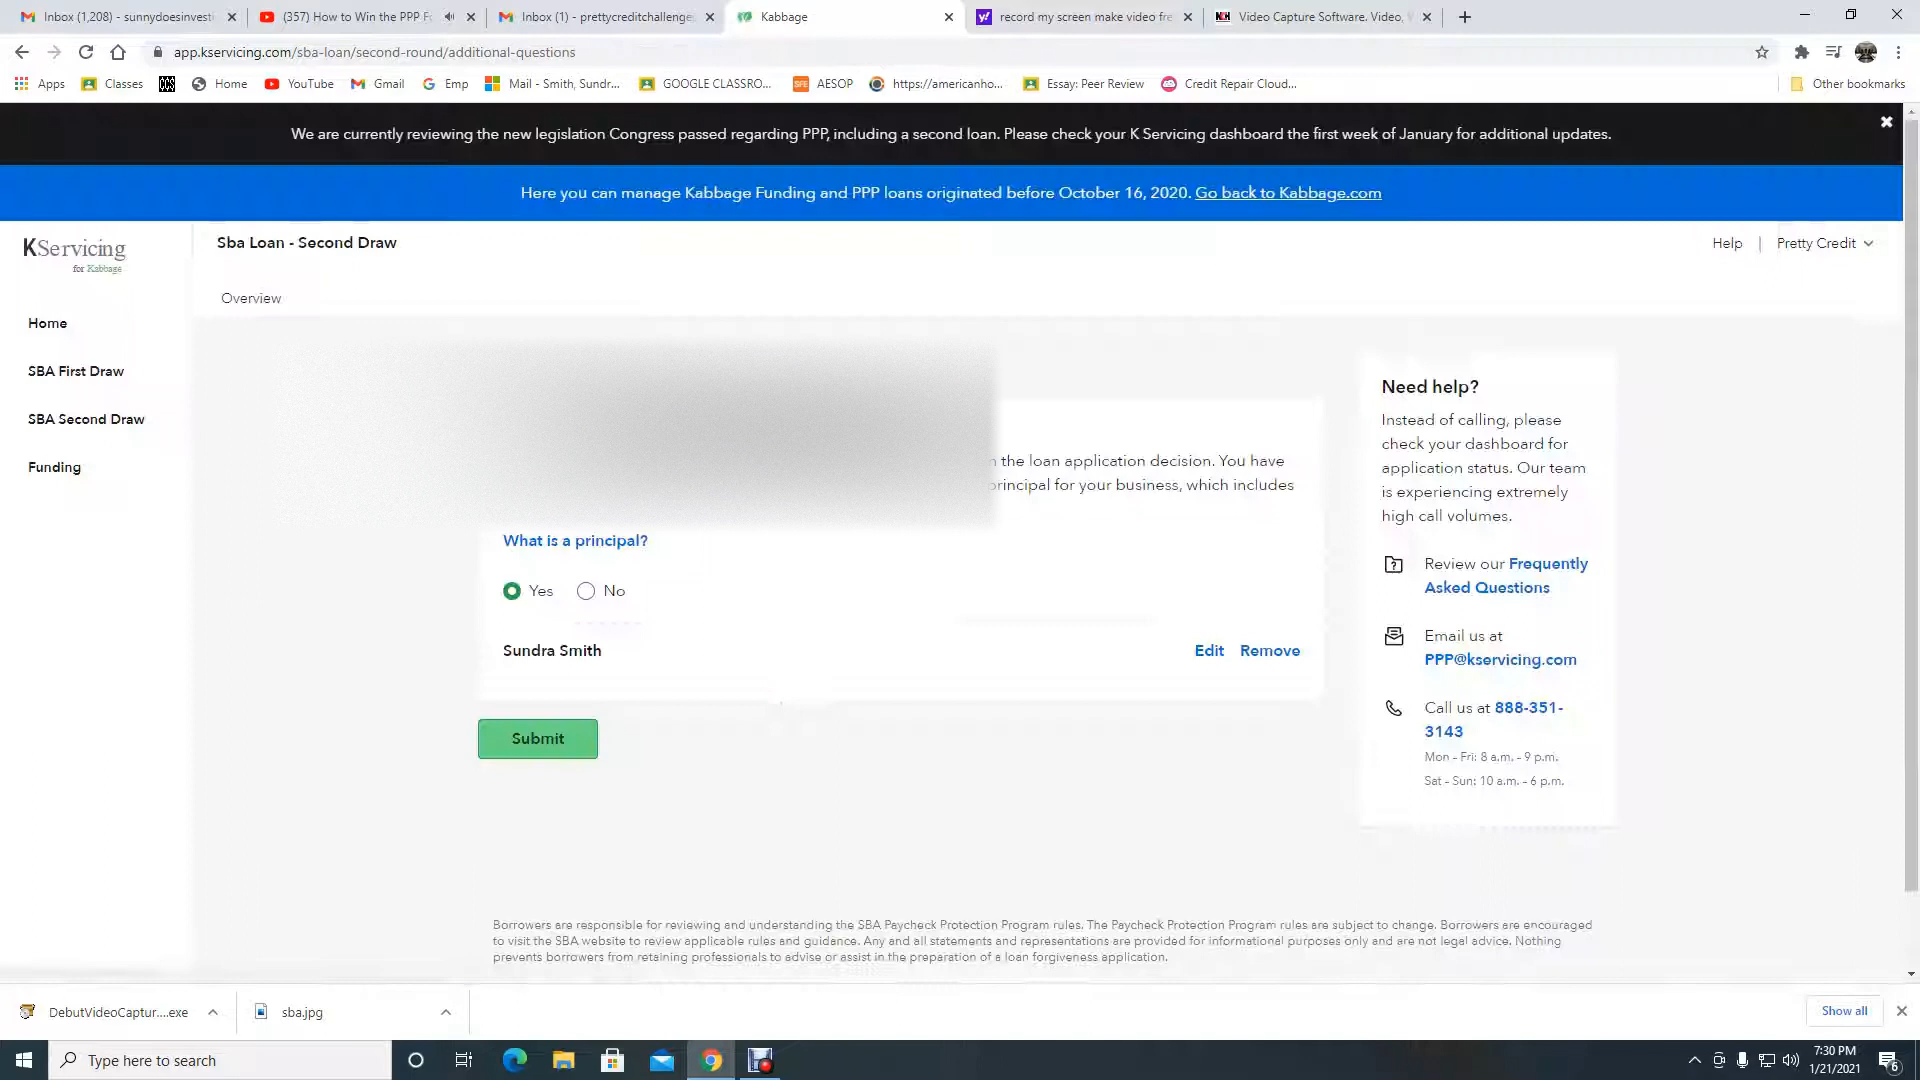 Inbox (1,208) - sunnydoesinvesti
(357) How to Win the PPP Fo
Inbox (1) - prettycreditchallenge
Kabbage
record my screen make video fre
Video Capture Software. Video,
app.kservicing.com/sba-loan/second-round/additional-questions
Apps
Classes
CCS
Home
YouTube
Gmail
Emp
Mail - Smith, Sundr...
GOOGLE CLASSRO...
AESOP
https://americanho...
Essay: Peer Review
Credit Repair Cloud...
Other bookmarks
We are currently reviewing the new legislation Congress passed regarding PPP, including a second loan. Please check your K Servicing dashboard the first week of January for additional updates.
Here you can manage Kabbage Funding and PPP loans originated before October 16, 2020. Go back to Kabbage.com
KServicing
for Kabbage
Sba Loan - Second Draw
Help | Pretty Credit
Overview
Home
SBA First Draw
SBA Second Draw
Funding
the loan application decision. You have
principal for your business, which includes
What is a principal?
Yes No
Sundra Smith
Edit Remove
Submit
Need help?
Instead of calling, please
check your dashboard for
application status. Our team
is experiencing extremely
high call volumes.
Review our Frequently
Asked Questions
Email us at
PPP@kservicing.com
Call us at 888-351-
3143
Mon - Fri: 8 a.m. - 9 p.m.
Sat - Sun: 10 a.m. - 6 p.m.
Borrowers are responsible for reviewing and understanding the SBA Paycheck Protection Program rules. The Paycheck Protection Program rules are subject to change. Borrowers are encouraged
to visit the SBA website to review applicable rules and guidance. Any and all statements and representations are provided for informational purposes only and are not legal advice. Nothing
prevents borrowers from retaining professionals to advise or assist in the preparation of a loan forgiveness application.
DebutVideoCaptur....exe
sba.jpg
Show all
Type here to search
7:30 PM
1/21/2021
6